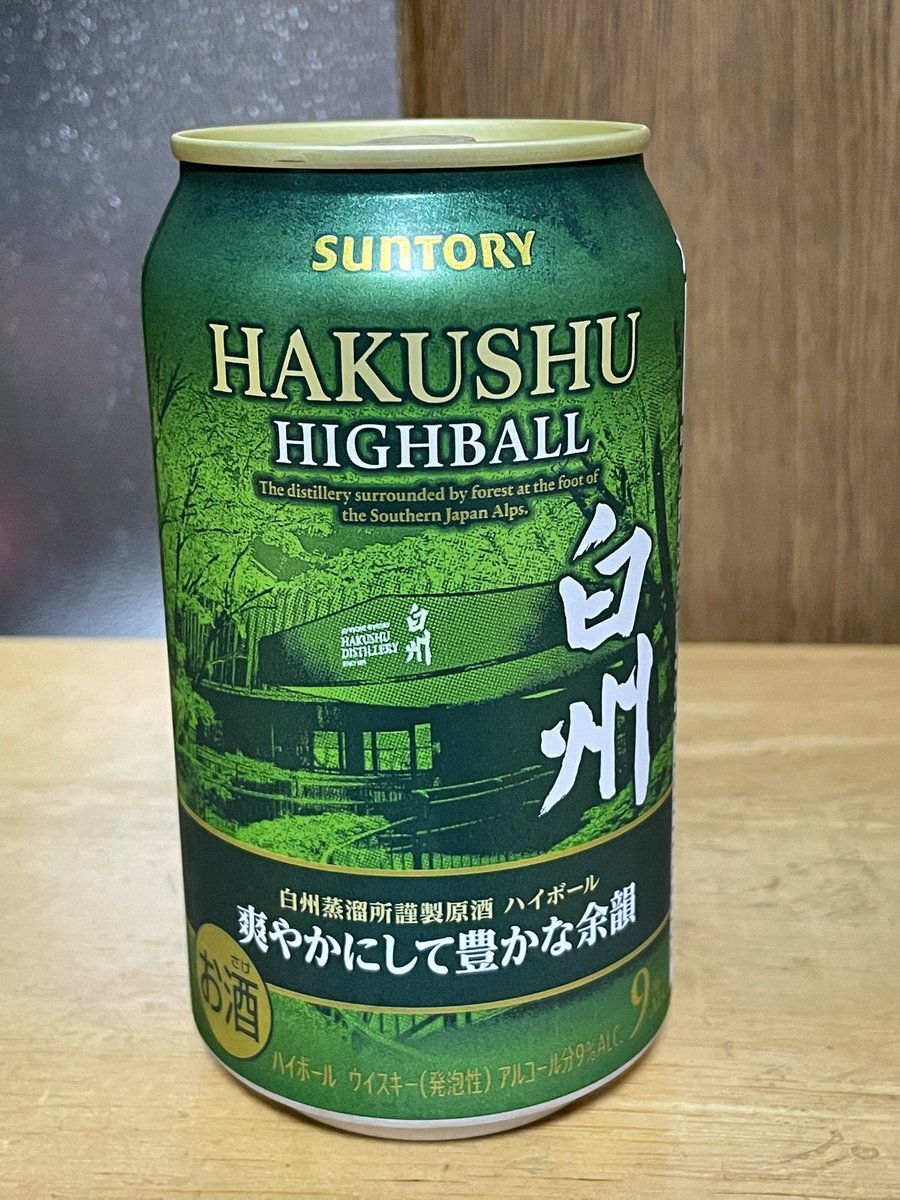 SUNTORY
HAKUSHU
HIGHBALL
The distillery surrounded by forest at the foot of
the Southern Japan Alps.
白州
HAKUSHU
DISTILLERY
白州
白州蒸溜所謹製原酒 ハイボール
爽やかにして豊かな余韻
さけ
お酒
9
ハイボール ウイスキー(発泡性) アルコール分9%ALC.